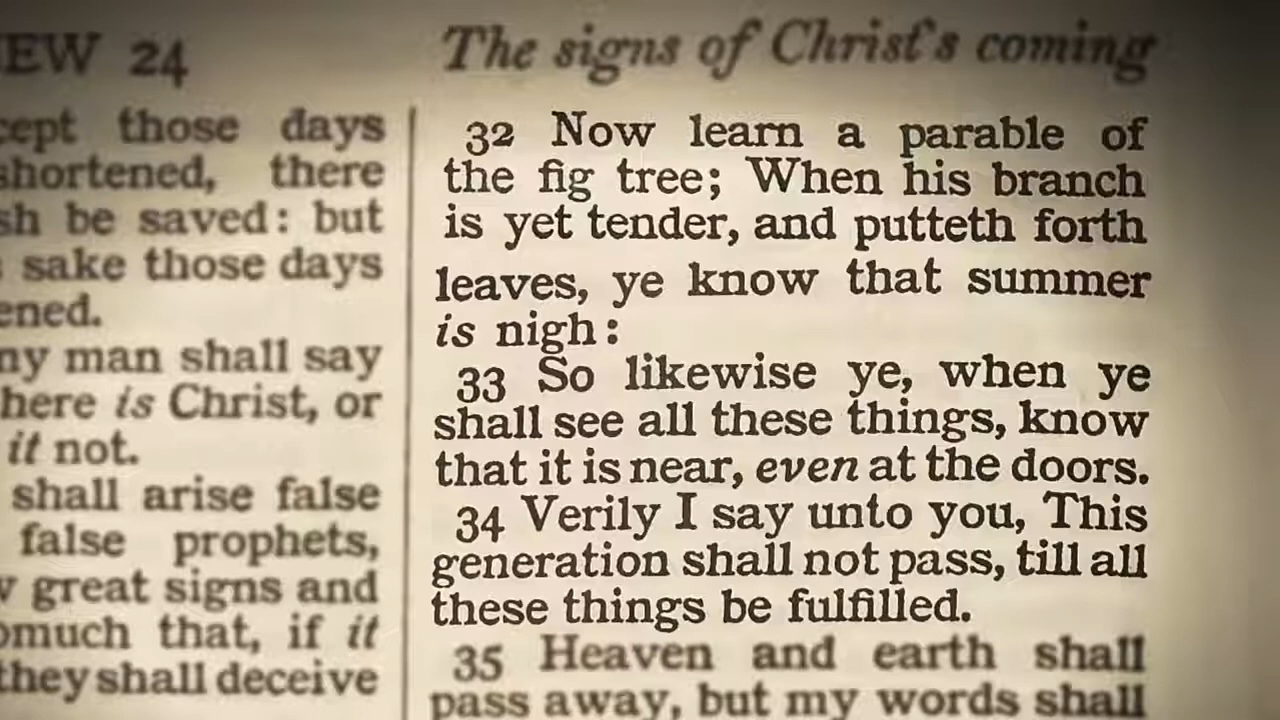 EW 24
The signs of Christ's coming
cept those days
shortened, there
sh be saved: but
sake those days
ened.
ny man shall say
here is Christ, or
it not.
shall arise false
false prophets,
great signs and
omuch that, if it
they shall deceive
32 Now learn a parable of
the fig tree; When his branch
is yet tender, and putteth forth
leaves, ye know that summer
is nigh:
33 So likewise ye, when ye
shall see all these things, know
that it is near, even at the doors.
34 Verily I say unto you, This
generation shall not pass, till all
these things be fulfilled.
35 Heaven and earth shall
pass away, but my words shall